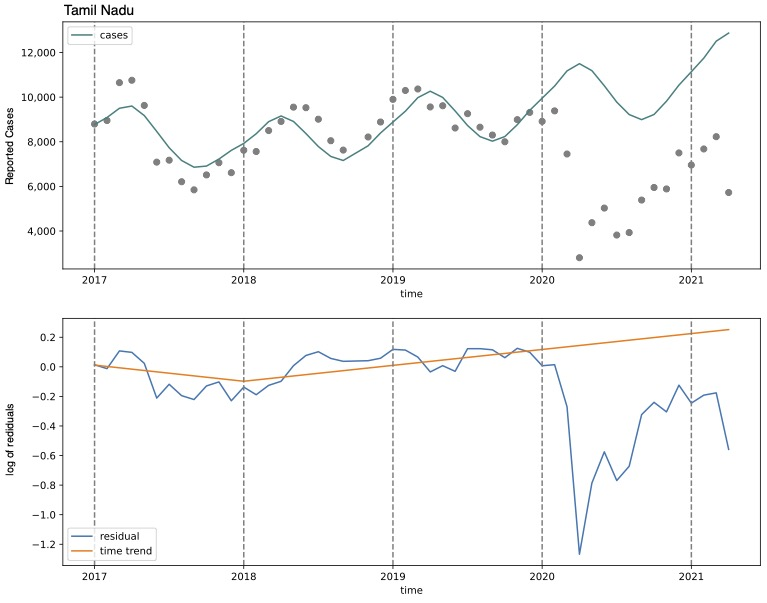 Tamil Nadu
cases
12,000
10,000
8,000
6,000
4,000
Reported Cases
2017 2018 2019 2020 2021
time
0.2
0.0
−0.2
−0.4
−0.6
−0.8
−1.0
−1.2
log of rediduals
residual
time trend
2017 2018 2019 2020 2021
time